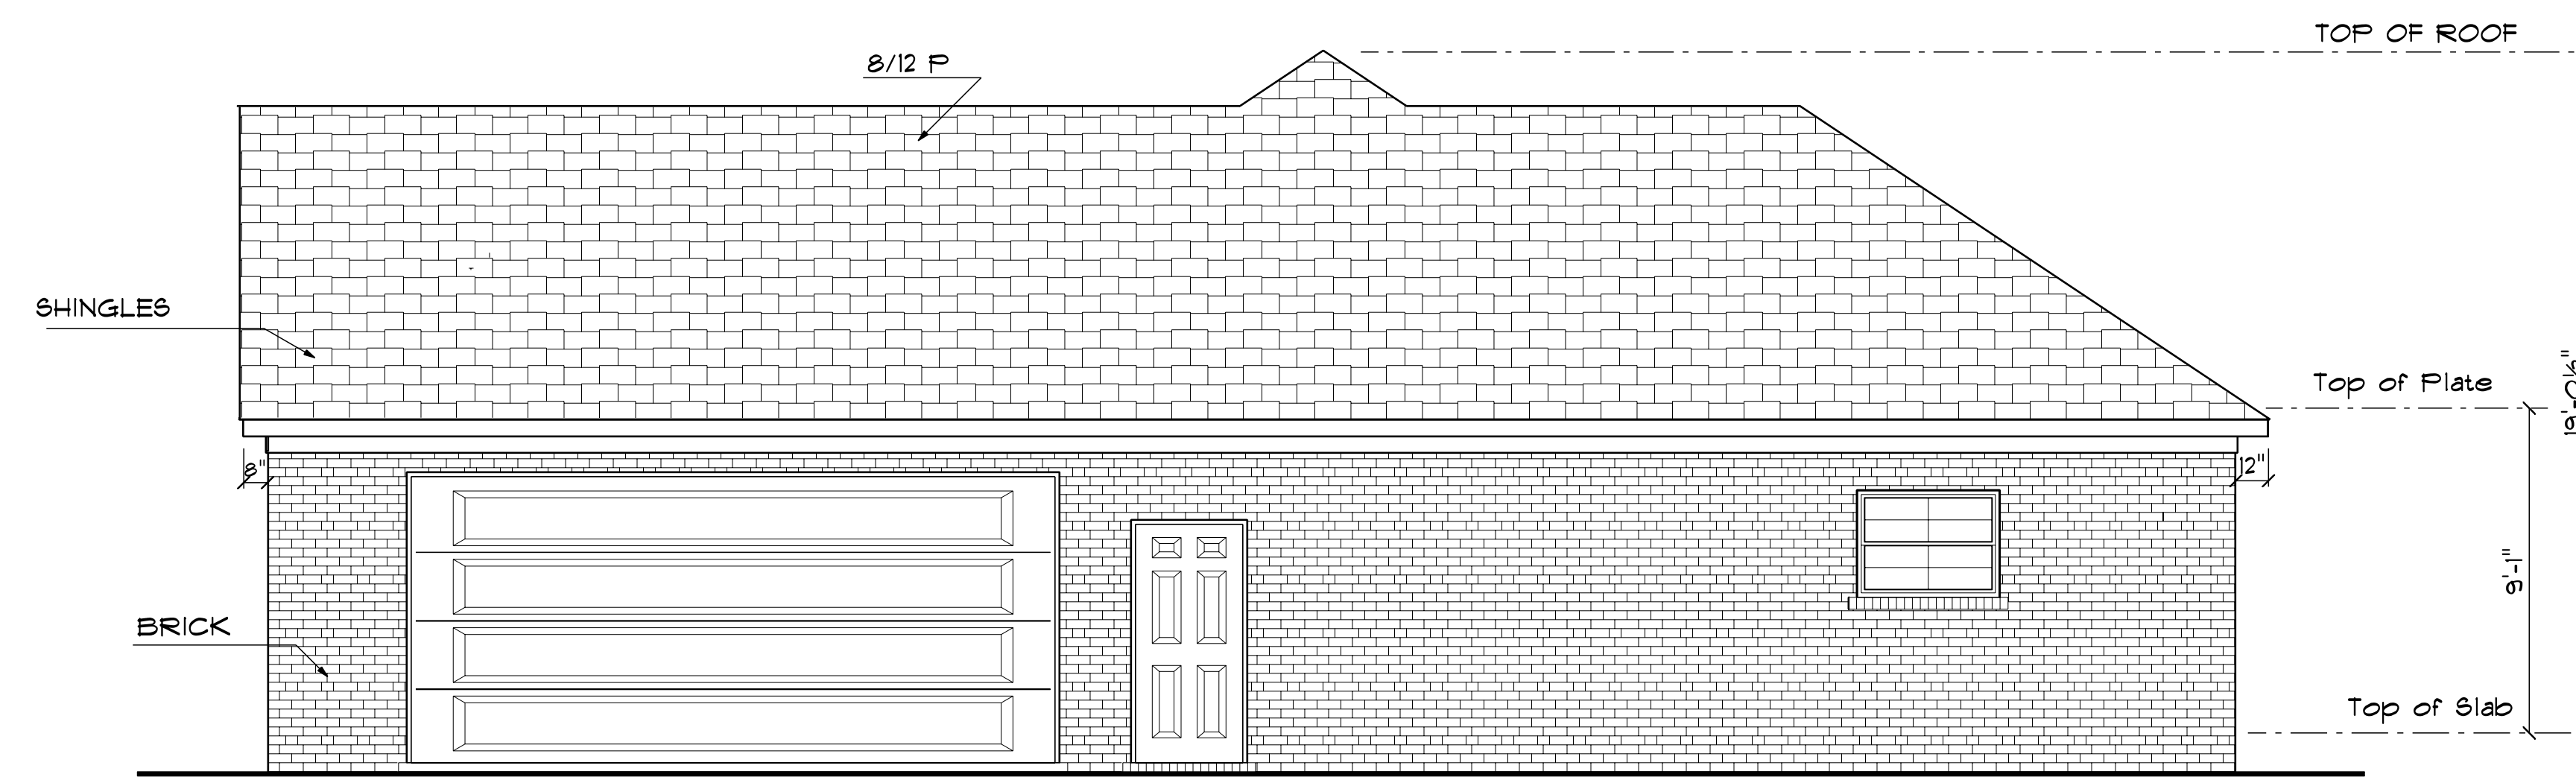 TOP OF ROOF
8/12 P
SHINGLES
Top of Plate
8"
12"
9'-1"
BRICK
Top of Slab